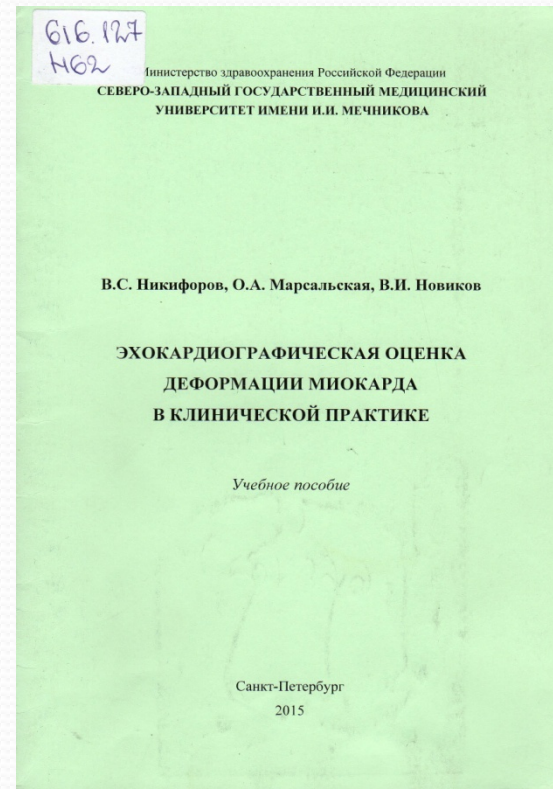 616.127
Н62
Министерство здравоохранения Российской Федерации
СЕВЕРО-ЗАПАДНЫЙ ГОСУДАРСТВЕННЫЙ МЕДИЦИНСКИЙ
УНИВЕРСИТЕТ ИМЕНИ И.И. МЕЧНИКОВА
В.С. Никифоров, О.А. Марсальская, В.И. Новиков
ЭХОКАРДИОГРАФИЧЕСКАЯ ОЦЕНКА
ДЕФОРМАЦИИ МИОКАРДА
В КЛИНИЧЕСКОЙ ПРАКТИКЕ
Учебное пособие
Санкт-Петербург
2015